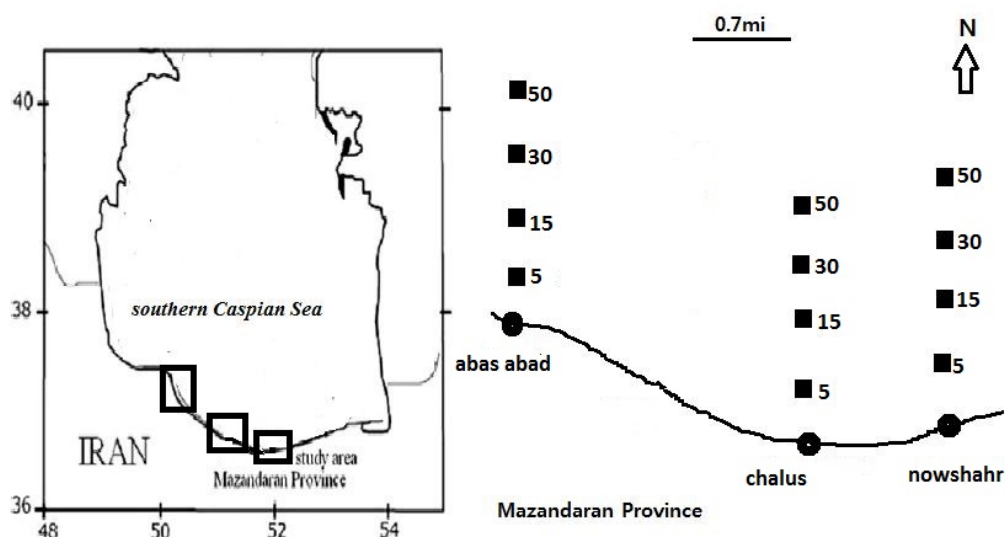 40
38
36
48
50
52
54
southern Caspian Sea
IRAN
study area
Mazandaran Province
0.7mi
N
50
30
15
5
abas abad
50
30
15
5
chalus
50
30
15
5
nowshahr
Mazandaran Province